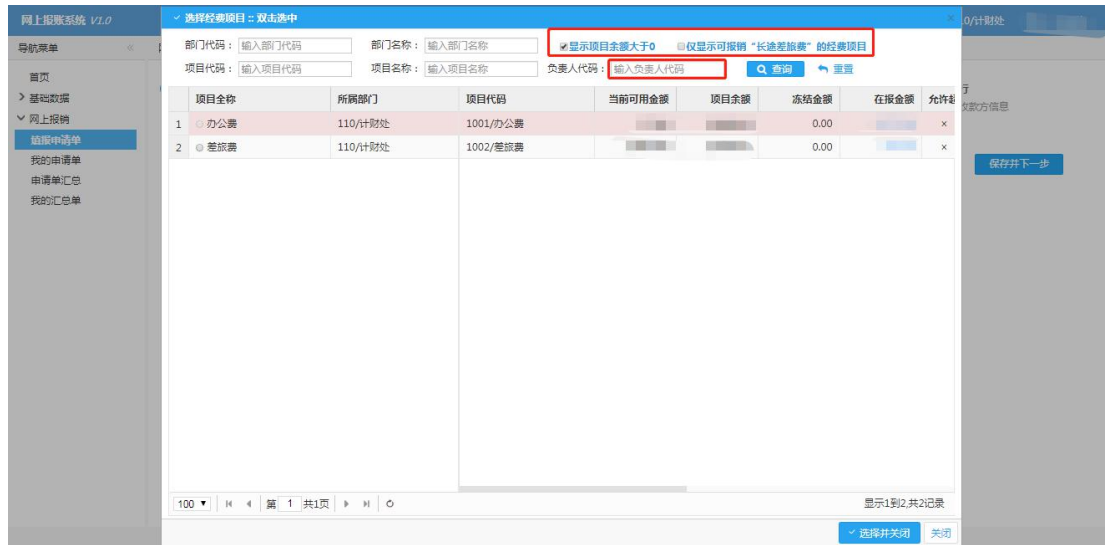 网上报账系统 V1.0
选择经费项目 :: 双击选中
0/计财处
导航菜单
首页
基础数据
网上报销
填报申请单
我的申请单
申请单汇总
我的汇总单
部门代码： 输入部门代码 部门名称： 输入部门名称 显示项目余额大于0 仅显示可报销“长途差旅费”的经费项目
项目代码： 输入项目代码 项目名称： 输入项目名称 负责人代码： 输入负责人代码 查询 重置
项目全称 所属部门 项目代码 当前可用金额 项目余额 冻结金额 在报金额 允许超
1 办公费 110/计财处 1001/办公费 0.00 ×
2 差旅费 110/计财处 1002/差旅费 0.00 ×
款方信息
保存并下一步
100 第 1 共1页 显示1到2,共2记录
选择并关闭 关闭